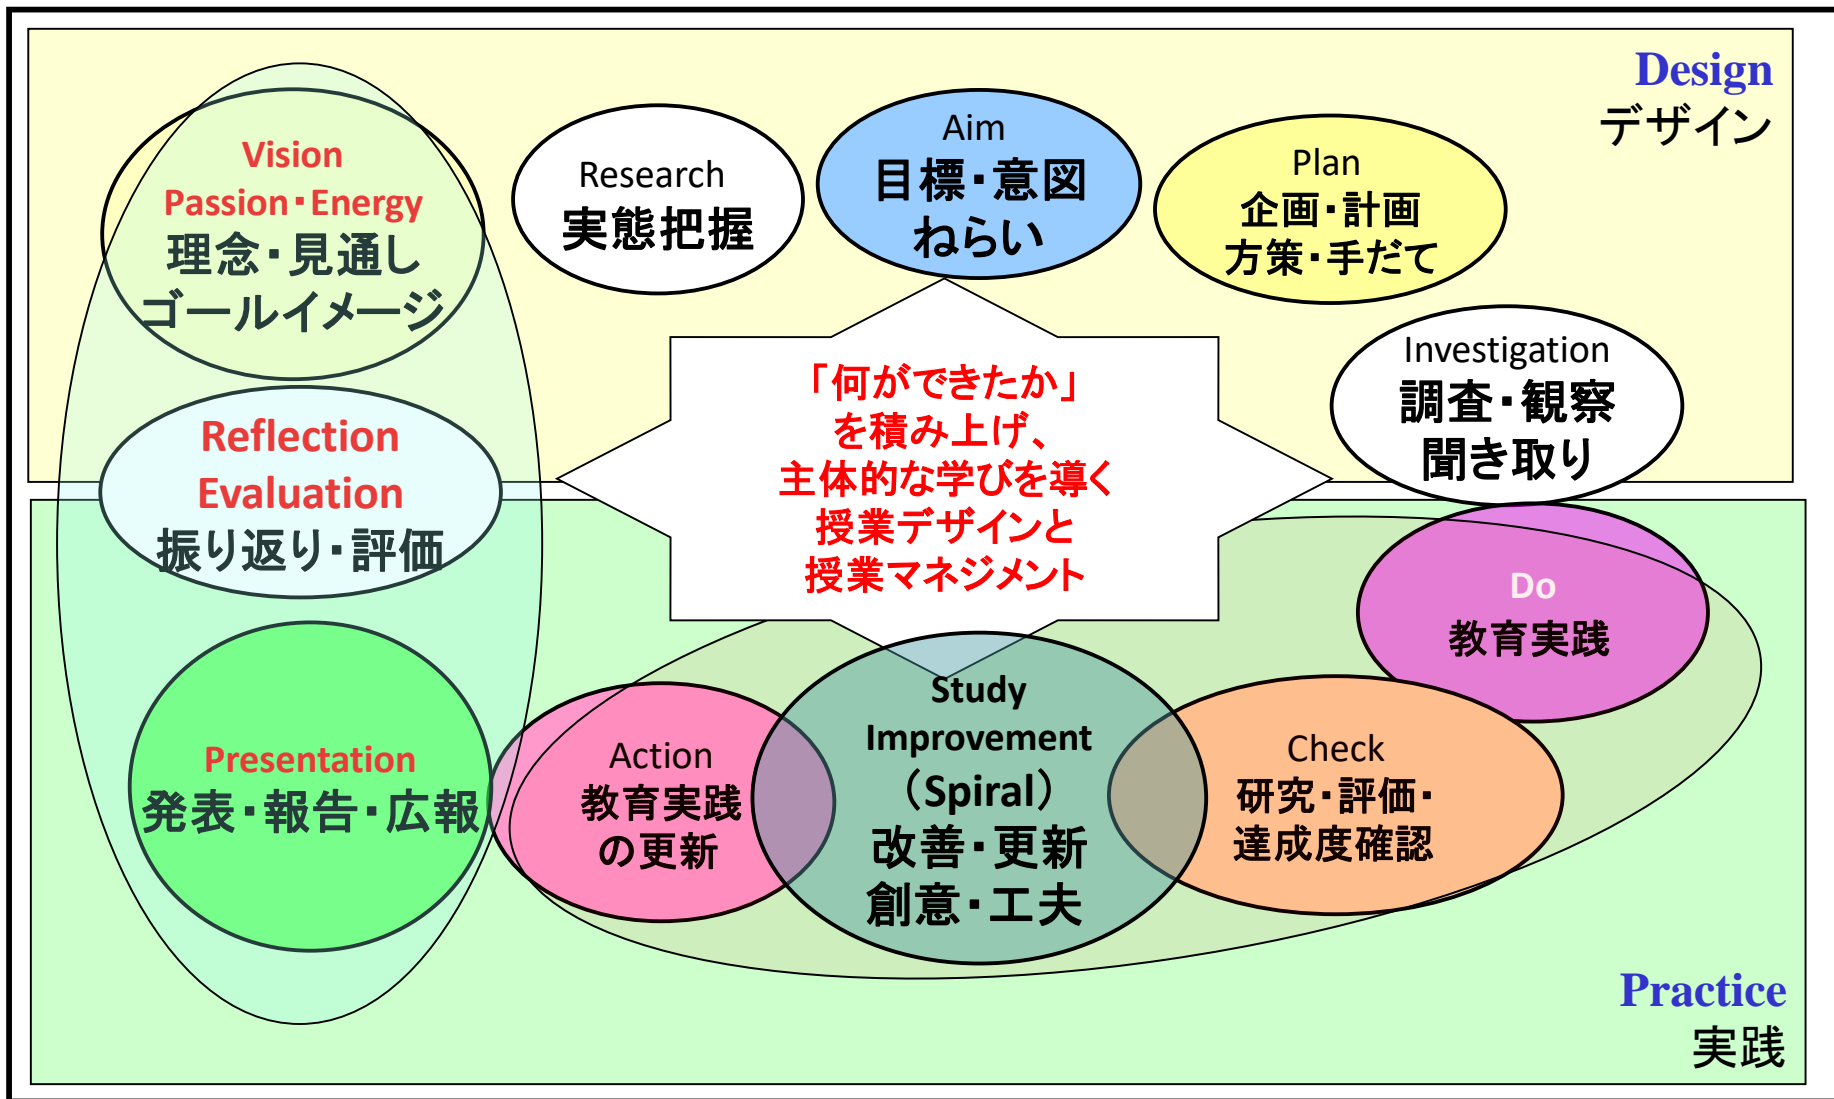 Design
デザイン
Vision
Passion・Energy
理念・見通し
ゴールイメージ
Research
実態把握
Aim
目標・意図
ねらい
Plan
企画・計画
方策・手だて
Investigation
調査・観察
聞き取り
「何ができたか」
を積み上げ、
主体的な学びを導く
授業デザインと
授業マネジメント
Reflection
Evaluation
振り返り・評価
Do
教育実践
Presentation
発表・報告・広報
Action
教育実践
の更新
Study
Improvement
（Spiral）
改善・更新
創意・工夫
Check
研究・評価・
達成度確認
Practice
実践